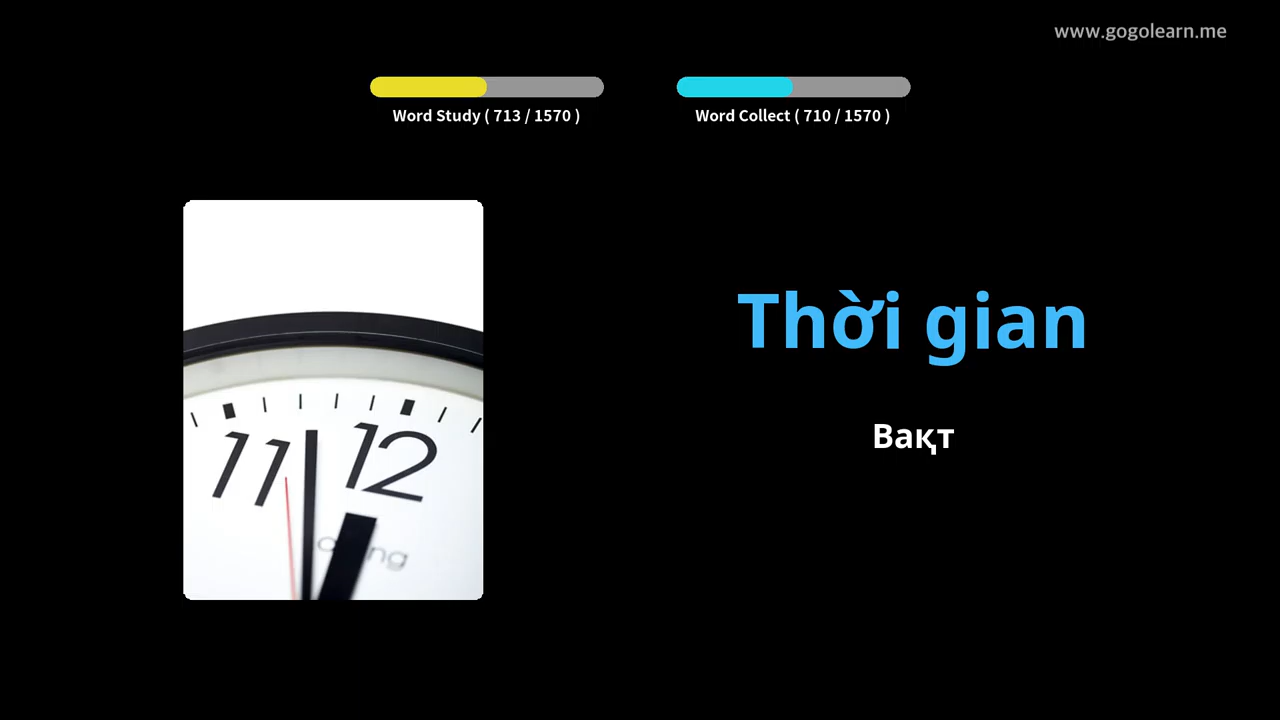 www.gogolearn.me
Word Study ( 713 / 1570 )
Word Collect ( 710 / 1570 )
Thời gian
Вақт
11
12